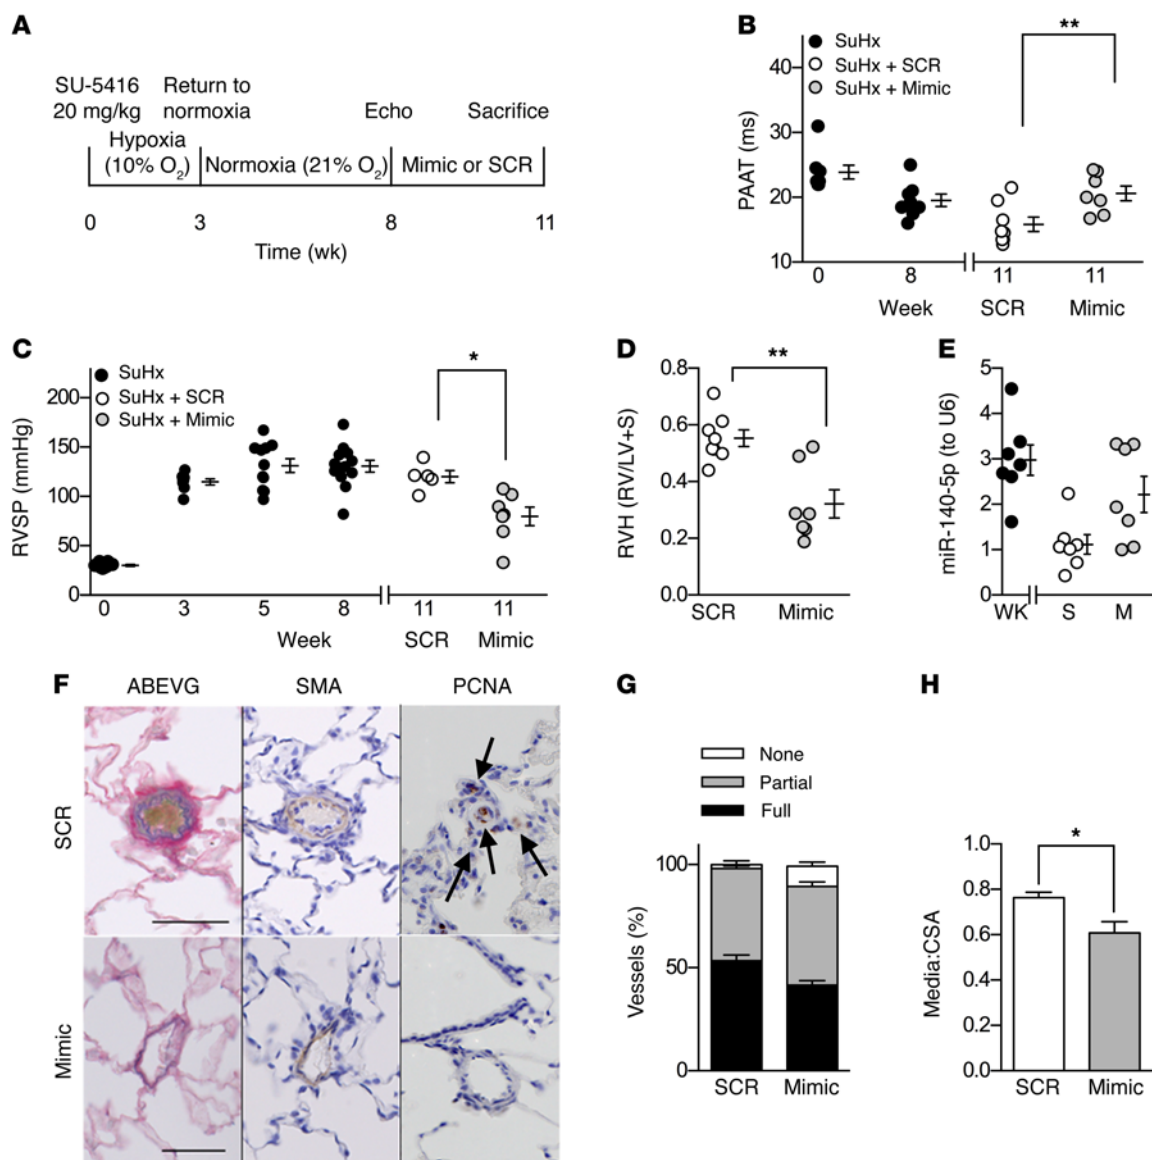 A
SU-5416
20 mg/kg
Return to
normoxia
Echo
Sacrifice
Hypoxia
(10% O2)
Normoxia (21% O2)
Mimic or SCR
0
3
8
11
Time (wk)
B
**
SuHx
SuHx + SCR
SuHx + Mimic
PAAT (ms)
40
30
20
10
0
8
11
11
Week
SCR
Mimic
C
SuHx
SuHx + SCR
SuHx + Mimic
*
RVSP (mmHg)
200
150
100
50
0
0
3
5
8
11
11
Week
SCR
Mimic
D
**
RVH (RV/LV+S)
0.8
0.6
0.4
0.2
0.0
SCR
Mimic
E
miR-140-5p (to U6)
5
4
3
2
1
0
WK
S
M
F
ABEVG
SMA
PCNA
SCR
Mimic
G
None
Partial
Full
Vessels (%)
100
50
0
SCR
Mimic
H
*
Media:CSA
1.0
0.8
0.6
0.4
0.2
0.0
SCR
Mimic